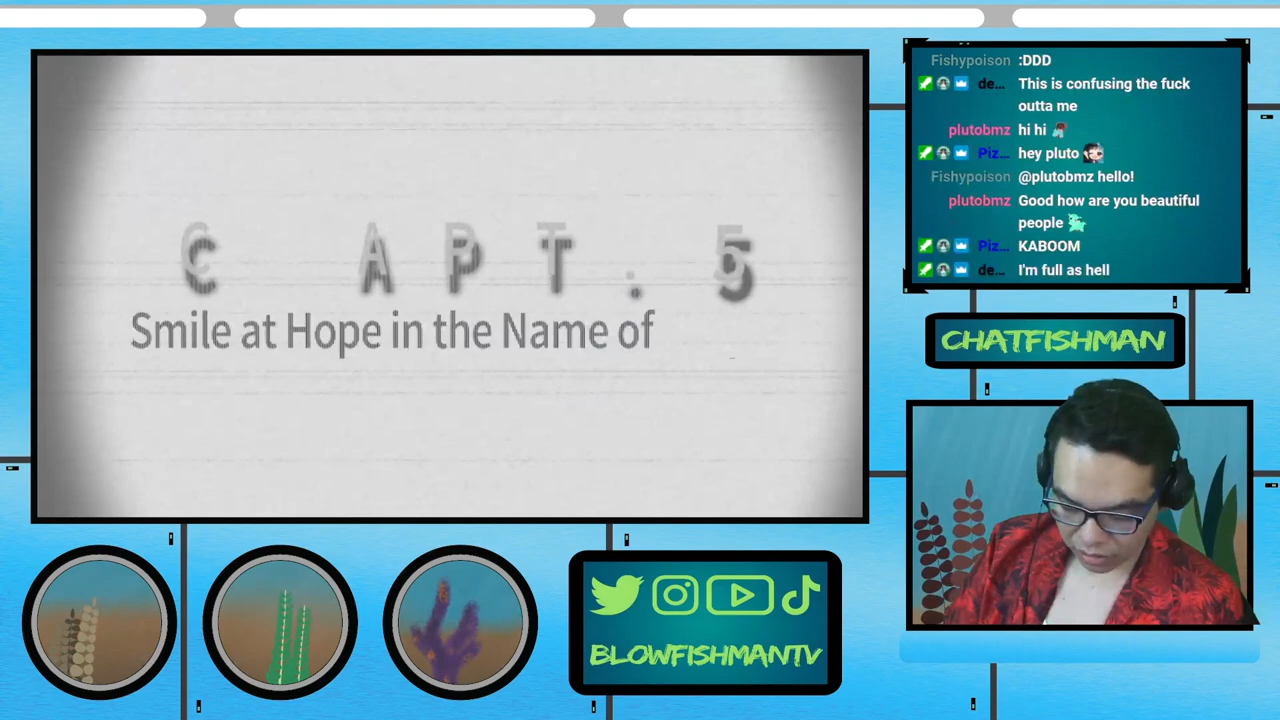 C APT. 5
Smile at Hope in the Name of
Fishypoison :DDD
de... This is confusing the fuck
outta me
plutobmz hi hi
Piz... hey pluto
Fishypoison @plutobmz hello!
plutobmz Good how are you beautiful
people
Piz... KABOOM
de... I'm full as hell
CHATFISHMAN
BLOWFISHMANTV